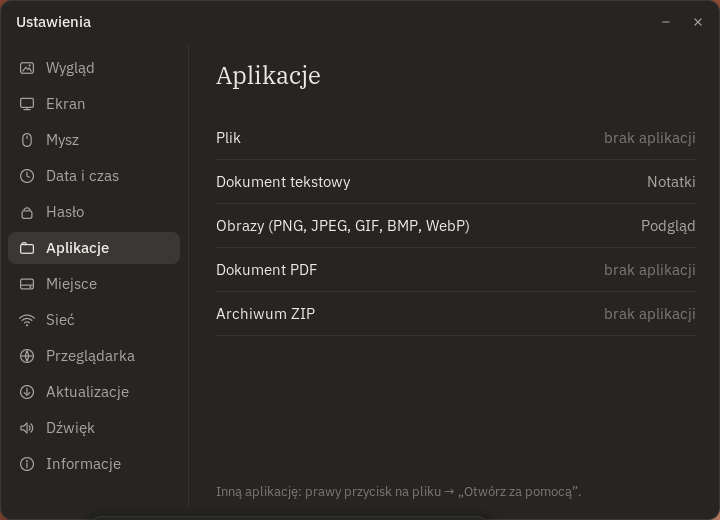 Ustawienia
Wygląd
Ekran
Mysz
Data i czas
Hasło
Aplikacje
Miejsce
Sieć
Przeglądarka
Aktualizacje
Dźwięk
Informacje
Aplikacje
Plik brak aplikacji
Dokument tekstowy Notatki
Obrazy (PNG, JPEG, GIF, BMP, WebP) Podgląd
Dokument PDF brak aplikacji
Archiwum ZIP brak aplikacji
Inną aplikację: prawy przycisk na pliku → „Otwórz za pomocą”.